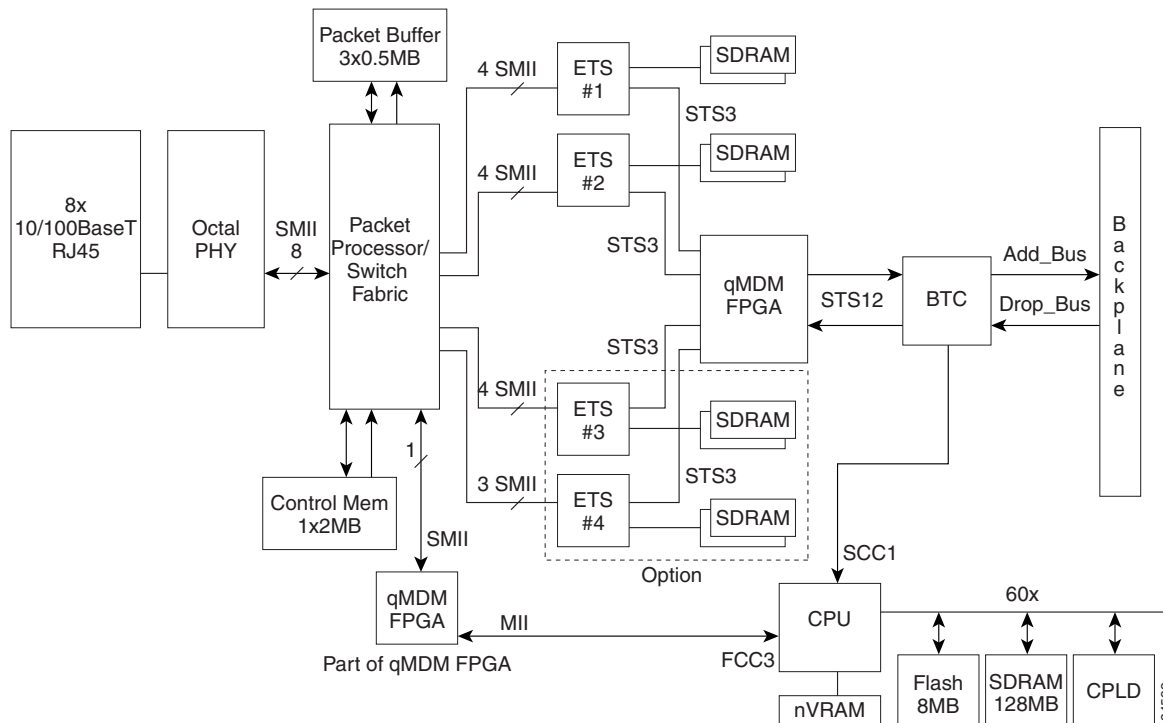 Packet Buffer
3x0.5MB
4 SMII
ETS
#1
SDRAM
STS3
4 SMII
ETS
#2
SDRAM
STS3
8x
10/100BaseT
RJ45
Octal
PHY
SMII
8
Packet
Processor/
Switch
Fabric
qMDM
FPGA
STS12
BTC
Add_Bus
Drop_Bus
Backplane
STS3
4 SMII
ETS
#3
SDRAM
STS3
3 SMII
ETS
#4
SDRAM
Option
1
Control Mem
1x2MB
SMII
qMDM
FPGA
Part of qMDM FPGA
MII
SCC1
FCC3
CPU
60x
nVRAM
Flash
8MB
SDRAM
128MB
CPLD